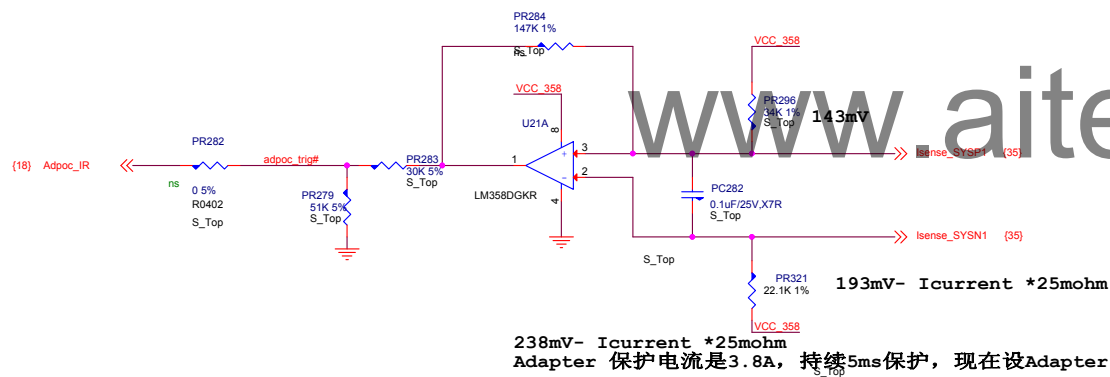 PR284
147K 1%
S_Top
VCC_358
VCC_358
www.aite
PR296
34K 1%
S_Top
143mV
U21A
8
PR282
{18} Adpoc_IR
adpoc_trig#
PR283
30K 5%
S_Top
1
3
+
2
-
Isense_SYSP1 {35}
ns
0 5%
R0402
S_Top
PR279
51K 5%
S_Top
LM358DGKR
4
PC282
0.1uF/25V,X7R
S_Top
Isense_SYSN1 {35}
S_Top
PR321
22.1K 1%
193mV- Icurrent *25mohm
VCC_358
238mV- Icurrent *25mohm
Adapter 保护电流是3.8A，持续5ms保护，现在设Adapter
S_Top